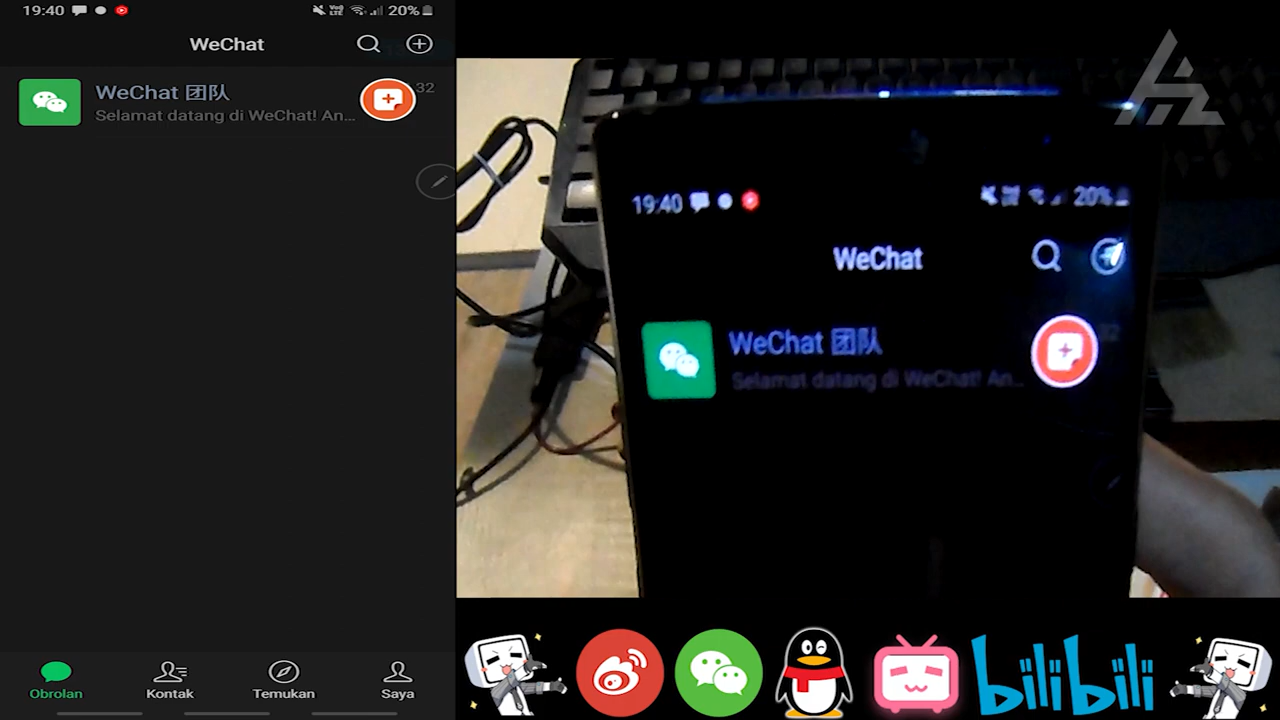 19:40
20%
WeChat
WeChat 团队
32
Selamat datang di WeChat! An...
Obrolan
Kontak
Temukan
Saya
19:40
20%
WeChat
WeChat 团队
Selamat datang di WeChat! An...
bilibili